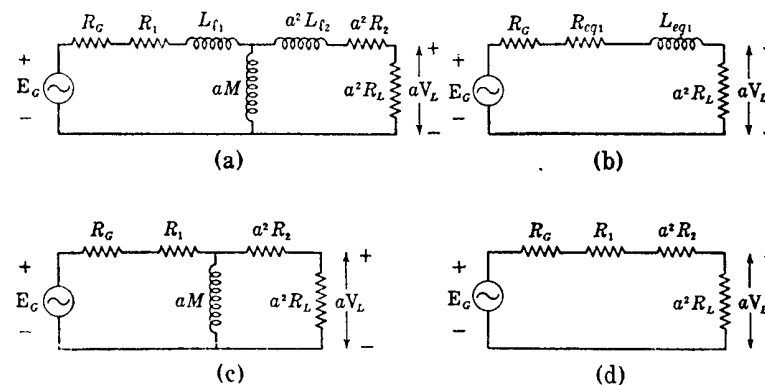 R_G R_1 L_{ℓ1} a²L_{ℓ2} a²R_2
+ E_G − aM a²R_L + aV_L −
(a)
R_G R_{eq1} L_{eq1}
+ E_G − a²R_L + aV_L −
(b)
R_G R_1 a²R_2
+ E_G − aM a²R_L + aV_L −
(c)
R_G R_1 a²R_2
+ E_G − a²R_L + aV_L −
(d)